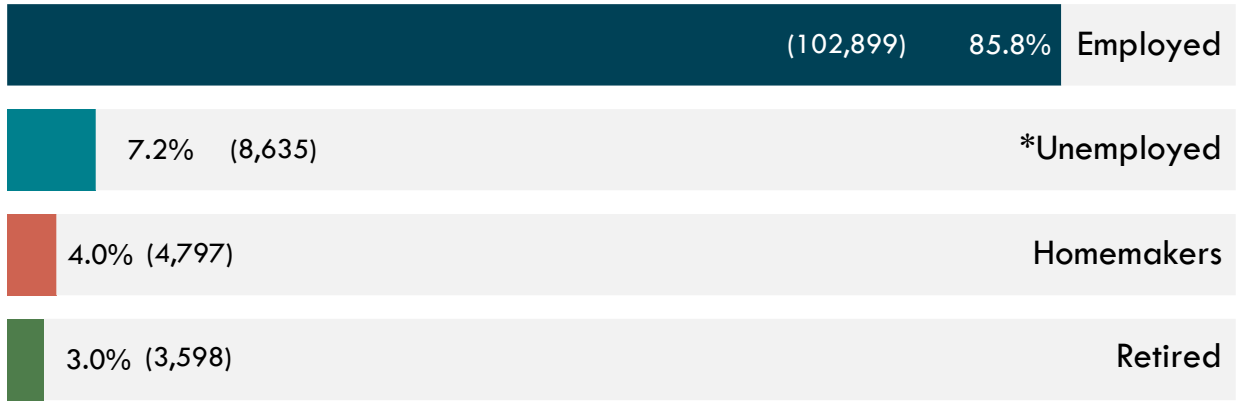 (102,899) 85.8% Employed
7.2% (8,635) *Unemployed
4.0% (4,797) Homemakers
3.0% (3,598) Retired